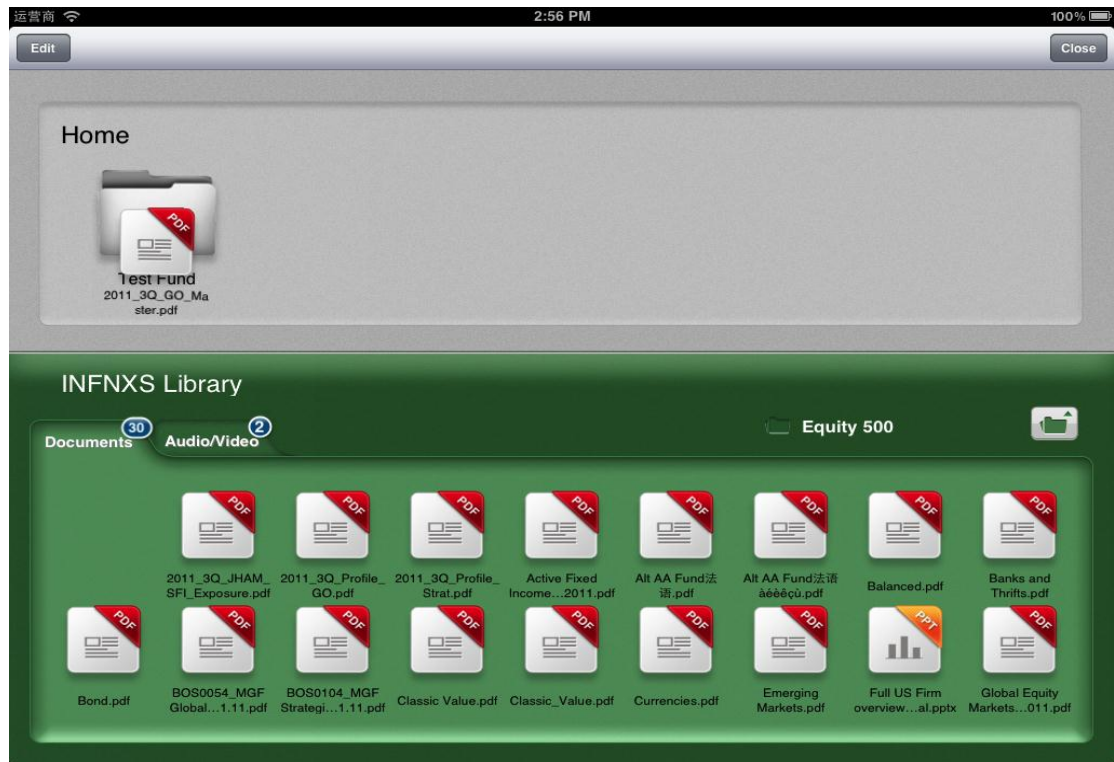 运营商
2:56 PM
100%
Edit
Close
Home
PDF
Test Fund
2011_3Q_GO_Ma
ster.pdf
INFNXS Library
Documents 30 Audio/Video 2
Equity 500
PDF PDF PDF PDF PDF PDF PDF PDF
2011_3Q_JHAM_
SFI_Exposure.pdf
2011_3Q_Profile_
GO.pdf
2011_3Q_Profile_
Strat.pdf
Active Fixed
Income...2011.pdf
Alt AA Fund法
语.pdf
Alt AA Fund法语
àéèêçù.pdf
Balanced.pdf
Banks and
Thrifts.pdf
PDF PDF PDF PDF PDF PDF PDF PPT PDF
Bond.pdf
BOS0054_MGF
Global...1.11.pdf
BOS0104_MGF
Strategi...1.11.pdf
Classic Value.pdf
Classic_Value.pdf
Currencies.pdf
Emerging
Markets.pdf
Full US Firm
overview...al.pptx
Global Equity
Markets...011.pdf